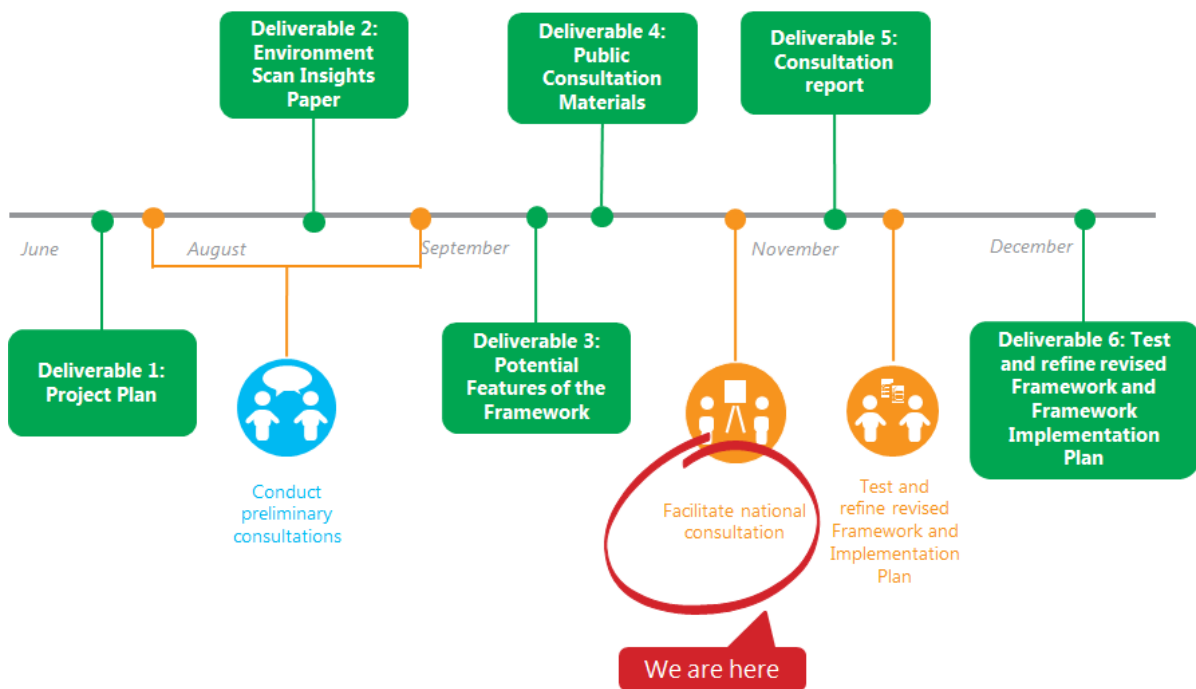 Deliverable 2:
Environment
Scan Insights
Paper
Deliverable 4:
Public
Consultation
Materials
Deliverable 5:
Consultation
report
June
August
September
November
December
Deliverable 1:
Project Plan
Conduct
preliminary
consultations
Deliverable 3:
Potential
Features of the
Framework
Facilitate national
consultation
Test and
refine revised
Framework and
Implementation
Plan
Deliverable 6: Test
and refine revised
Framework and
Framework
Implementation
Plan
We are here